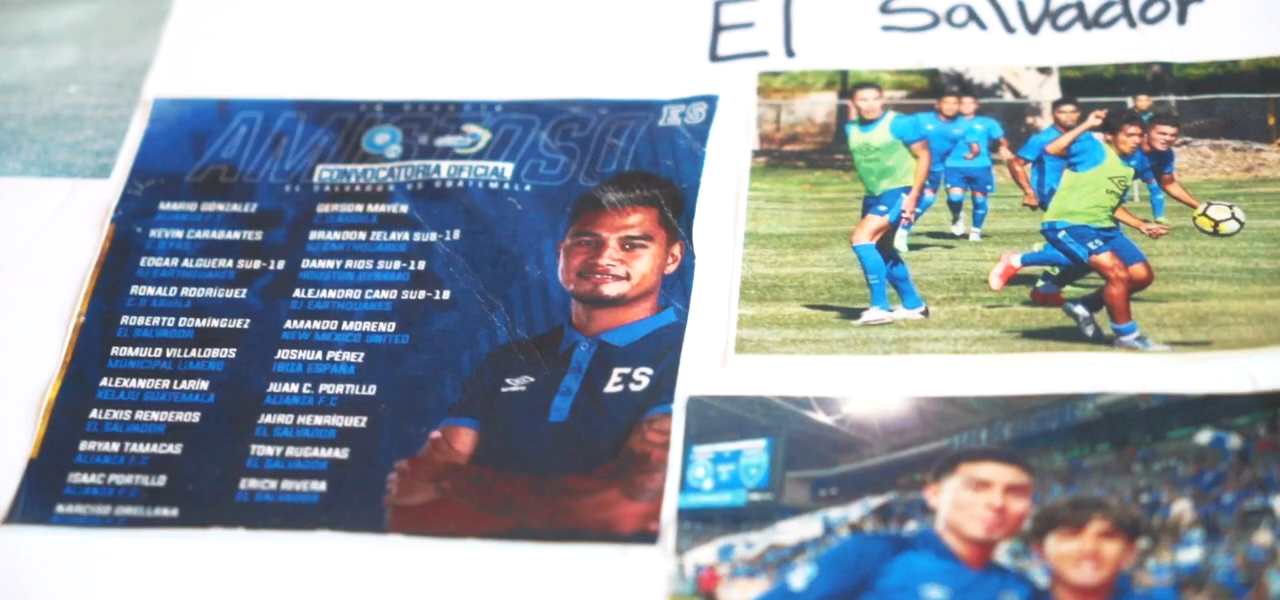 El Salvador
ES
AMISTOSO
CONVOCATORIA OFICIAL
EL SALVADOR VS GUATEMALA
MARIO GONZALEZ
ALIANZA F.C
KEVIN CARABANTES
EDGAR ALGUERA SUB-18
SJ EARTHQUAKES
RONALD RODRÍGUEZ
C.D ÁGUILA
ROBERTO DOMÍNGUEZ
EL SALVADOR
ROMULO VILLALOBOS
MUNICIPAL LIMEÑO
ALEXANDER LARÍN
XELAJU GUATEMALA
ALEXIS RENDEROS
EL SALVADOR
BRYAN TAMACAS
ALIANZA F.C
ISAAC PORTILLO
ALIANZA F.C
NARCISO ORELLANA
ALIANZA F.C
GERSON MAYÉN
BRANDON ZELAYA SUB-18
SJ EARTHQUAKES
DANNY RIOS SUB-18
HOUSTON DYNAMO
ALEJANDRO CANO SUB-18
SJ EARTHQUAKES
AMANDO MORENO
NEW MEXICO UNITED
JOSHUA PÉREZ
IBIZA ESPAÑA
JUAN C. PORTILLO
ALIANZA F.C
JAIRO HENRÍQUEZ
EL SALVADOR
TONY RUGAMAS
EL SALVADOR
ERICK RIVERA
EL SALVADOR
ES
ES